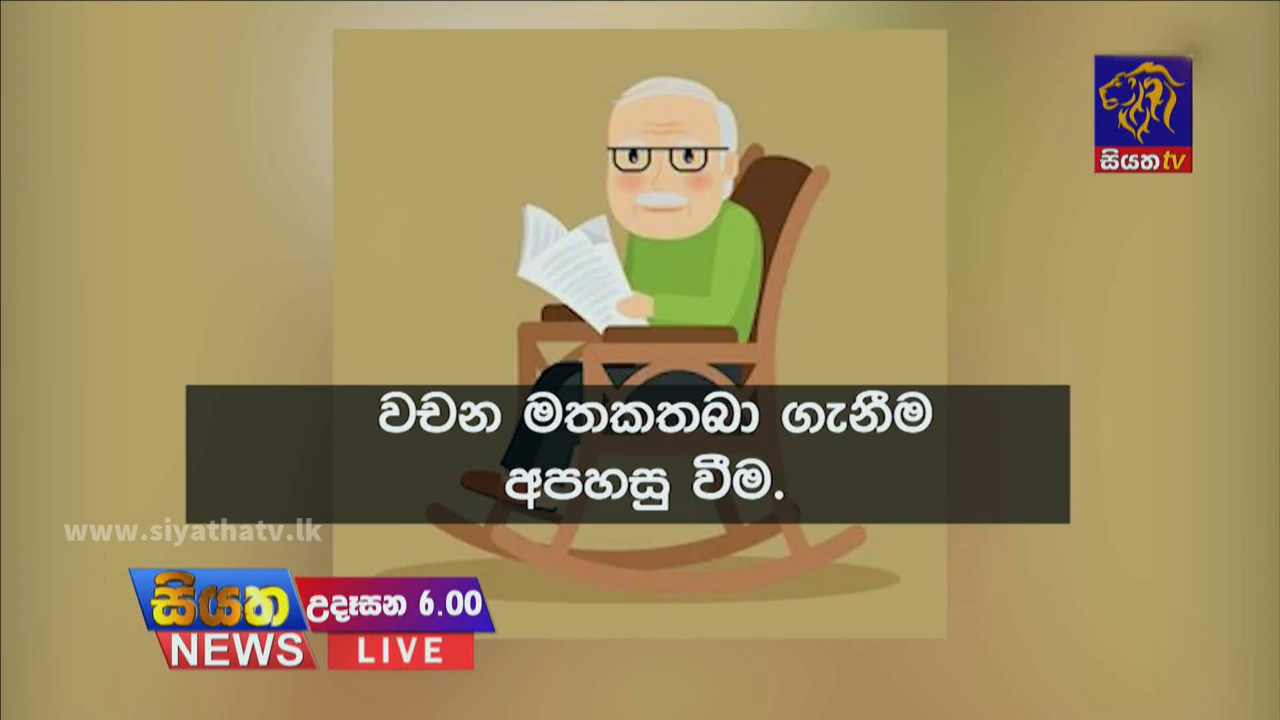 සියත tv
වචන මතකතබා ගැනීම
අපහසු වීම.
www.siyathatv.lk
සියත උදෑසන 6.00
NEWS LIVE